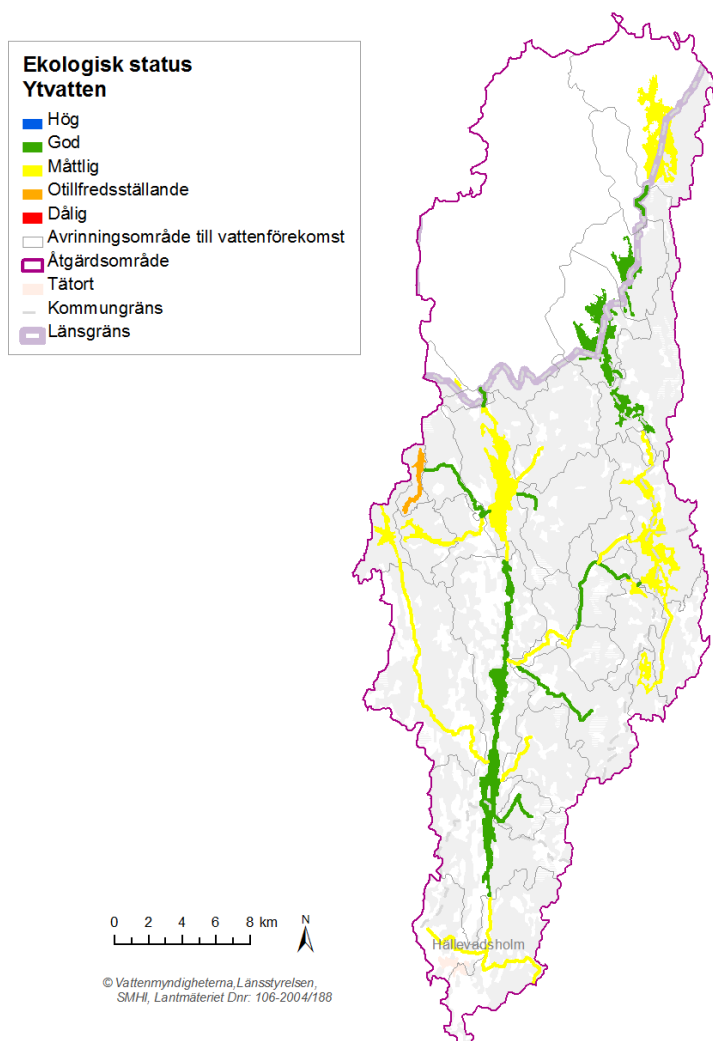 Ekologisk status
Ytvatten
Hög
God
Måttlig
Otillfredsställande
Dålig
Avrinningsområde till vattenförekomst
Åtgärdsområde
Tätort
Kommungräns
Länsgräns
Hällevadsholm
0 2 4 6 8 km
N
© Vattenmyndigheterna,Länsstyrelsen,
SMHI, Lantmäteriet Dnr: 106-2004/188